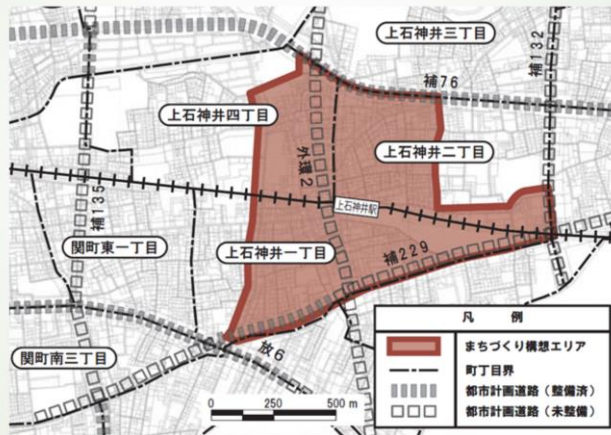 上石神井三丁目
補132
補76
上石神井四丁目
上石神井二丁目
外環2
補135
上石神井駅
関町東一丁目
上石神井一丁目
補229
関町南三丁目
放6
0 250 500 m
凡 例
まちづくり構想エリア
町丁目界
都市計画道路（整備済）
都市計画道路（未整備）